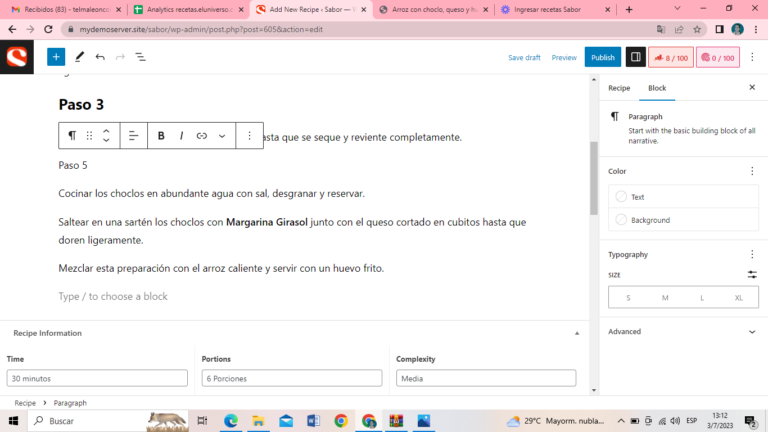 Recibidos (83) - telmaleonco
Analytics recetas.eluniverso.c
Add New Recipe ‹ Sabor — W
Arroz con choclo, queso y hu
Ingresar recetas Sabor
mydemoserver.site/sabor/wp-admin/post.php?post=605&action=edit
Save draft
Preview
Publish
8 / 100
0 / 100
Paso 3
asta que se seque y reviente completamente.
Paso 5
Cocinar los choclos en abundante agua con sal, desgranar y reservar.
Saltear en una sartén los choclos con Margarina Girasol junto con el queso cortado en cubitos hasta que
doren ligeramente.
Mezclar esta preparación con el arroz caliente y servir con un huevo frito.
Type / to choose a block
Recipe
Block
Paragraph
Start with the basic building block of all
narrative.
Color
Text
Background
Typography
SIZE
S M L XL
Advanced
Recipe Information
Time
Portions
Complexity
30 minutos
6 Porciones
Media
Recipe > Paragraph
Buscar
29°C Mayorm. nubla...
ESP
13:12
3/7/2023
2